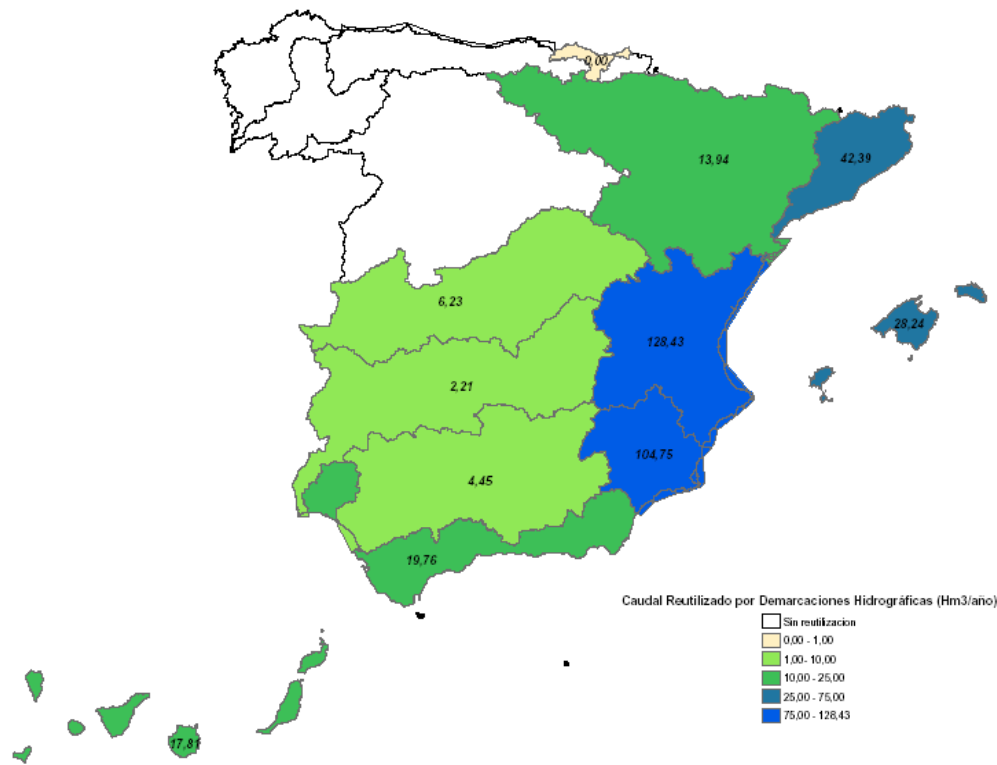 0,00
13,94
42,39
6,23
28,24
128,43
2,21
104,75
4,45
19,76
Caudal Reutilizado por Demarcaciones Hidrográficas (Hm3/año)
Sin reutilizacion
0,00 - 1,00
1,00- 10,00
10,00 - 25,00
25,00 - 75,00
75,00 - 128,43
17,81